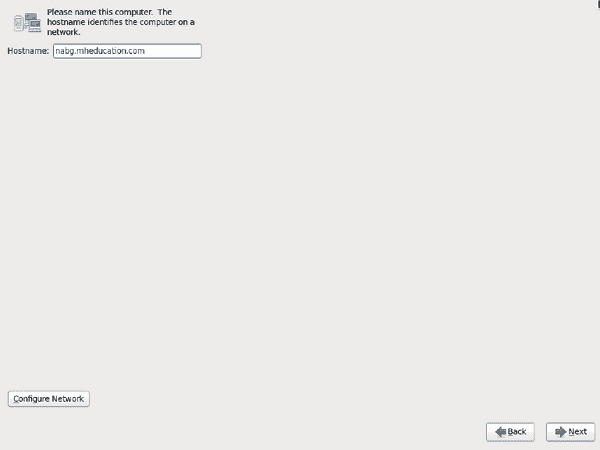 Please name this computer. The
hostname identifies the computer on a
network.
Hostname: nabg.mheducation.com
Configure Network
Back Next